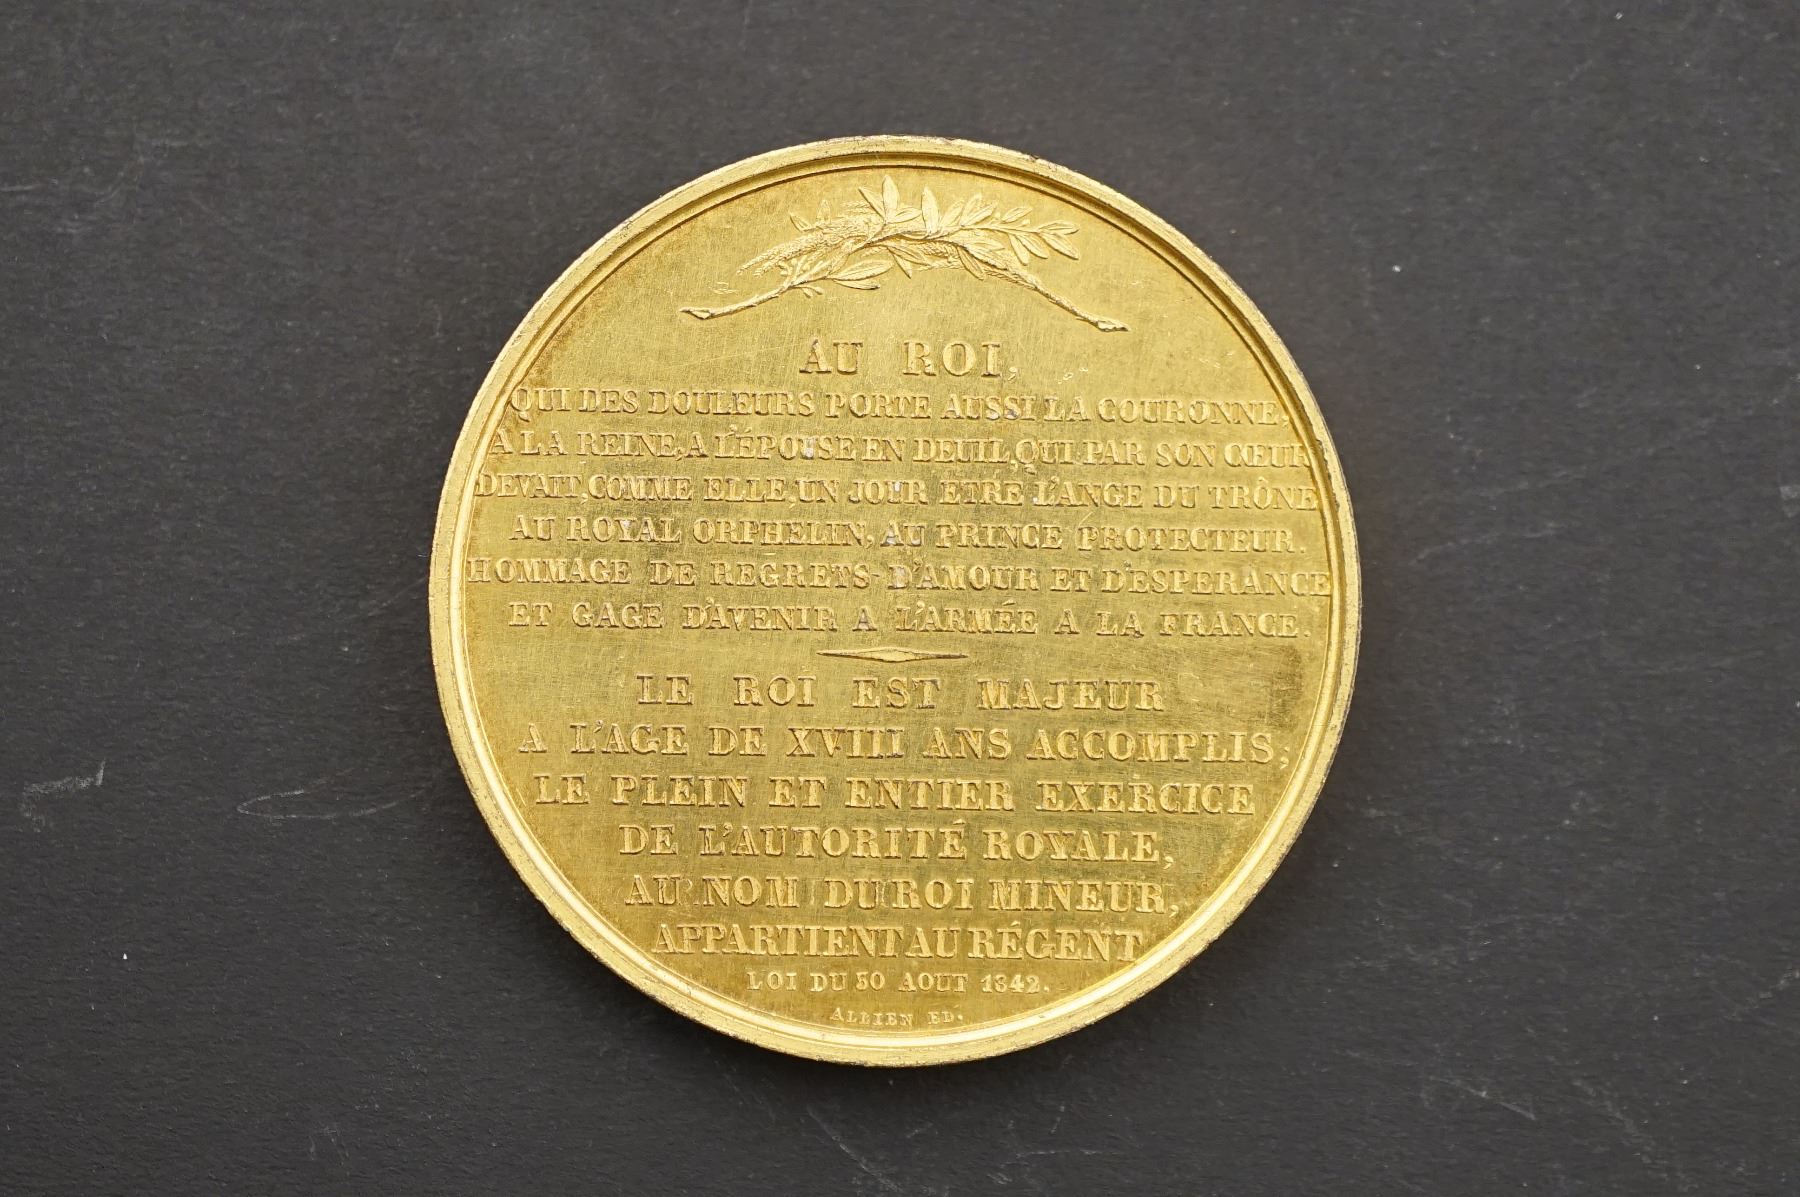 AU ROI,
QUI DES DOULEURS PORTE AUSSI LA COURONNE,
A LA REINE, A L'ÉPOUSE EN DEUIL, QUI PAR SON CŒUR
DEVAIT, COMME ELLE, UN JOUR ETRE L'ANGE DU TRÔNE
AU ROYAL ORPHELIN, AU PRINCE PROTECTEUR.
HOMMAGE DE REGRETS D'AMOUR ET D'ESPERANCE
ET GAGE D'AVENIR A L'ARMÉE A LA FRANCE.
LE ROI EST MAJEUR
A L'AGE DE XVIII ANS ACCOMPLIS;
LE PLEIN ET ENTIER EXERCICE
DE L'AUTORITÉ ROYALE,
AU NOM DU ROI MINEUR,
APPARTIENT AU RÉGENT
LOI DU 30 AOUT 1842.
ALLIEN ED.